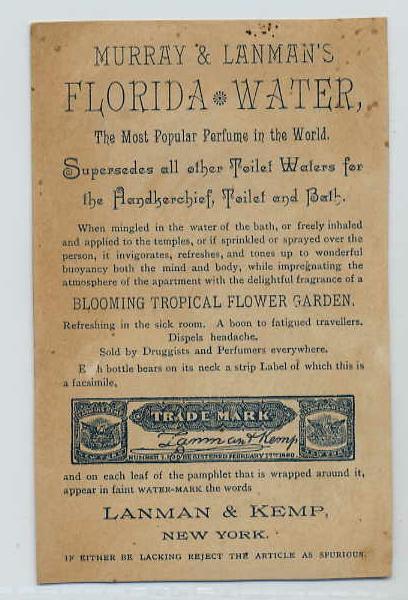 MURRAY & LANMAN'S
FLORIDA WATER,
The Most Popular Perfume in the World.
Supersedes all other Toilet Waters for
the Handkerchief, Toilet and Bath.
When mingled in the water of the bath, or freely inhaled
and applied to the temples, or if sprinkled or sprayed over the
person, it invigorates, refreshes, and tones up to wonderful
buoyancy both the mind and body, while impregnating the
atmosphere of the apartment with the delightful fragrance of a
BLOOMING TROPICAL FLOWER GARDEN.
Refreshing in the sick room. A boon to fatigued travellers.
Dispels headache.
Sold by Druggists and Perfumers everywhere.
E ch bottle bears on its neck a strip Label of which this is
a facsimile,
TRADE MARK
Lanman & Kemp
REGISTERED FEBRUARY
and on each leaf of the pamphlet that is wrapped around it,
appear in faint WATER-MARK the words
LANMAN & KEMP,
NEW YORK.
IF EITHER BE LACKING REJECT THE ARTICLE AS SPURIOUS.